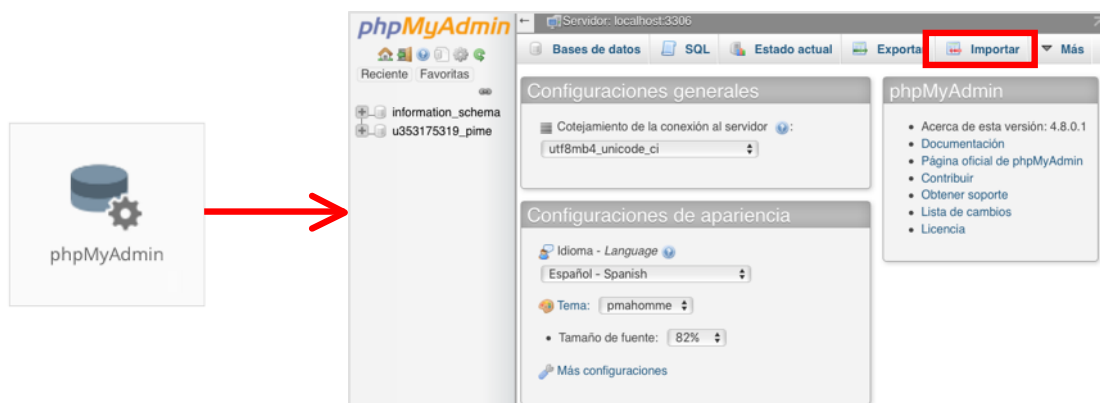 phpMyAdmin
phpMyAdmin
Reciente Favoritas
information_schema
u353175319_pime
Servidor: localhost:3306
Bases de datos SQL Estado actual Exportar Importar Más
Configuraciones generales
Cotejamiento de la conexión al servidor :
utf8mb4_unicode_ci
Configuraciones de apariencia
Idioma - Language
Español - Spanish
Tema: pmahomme
• Tamaño de fuente: 82%
Más configuraciones
phpMyAdmin
• Acerca de esta versión: 4.8.0.1
• Documentación
• Página oficial de phpMyAdmin
• Contribuir
• Obtener soporte
• Lista de cambios
• Licencia